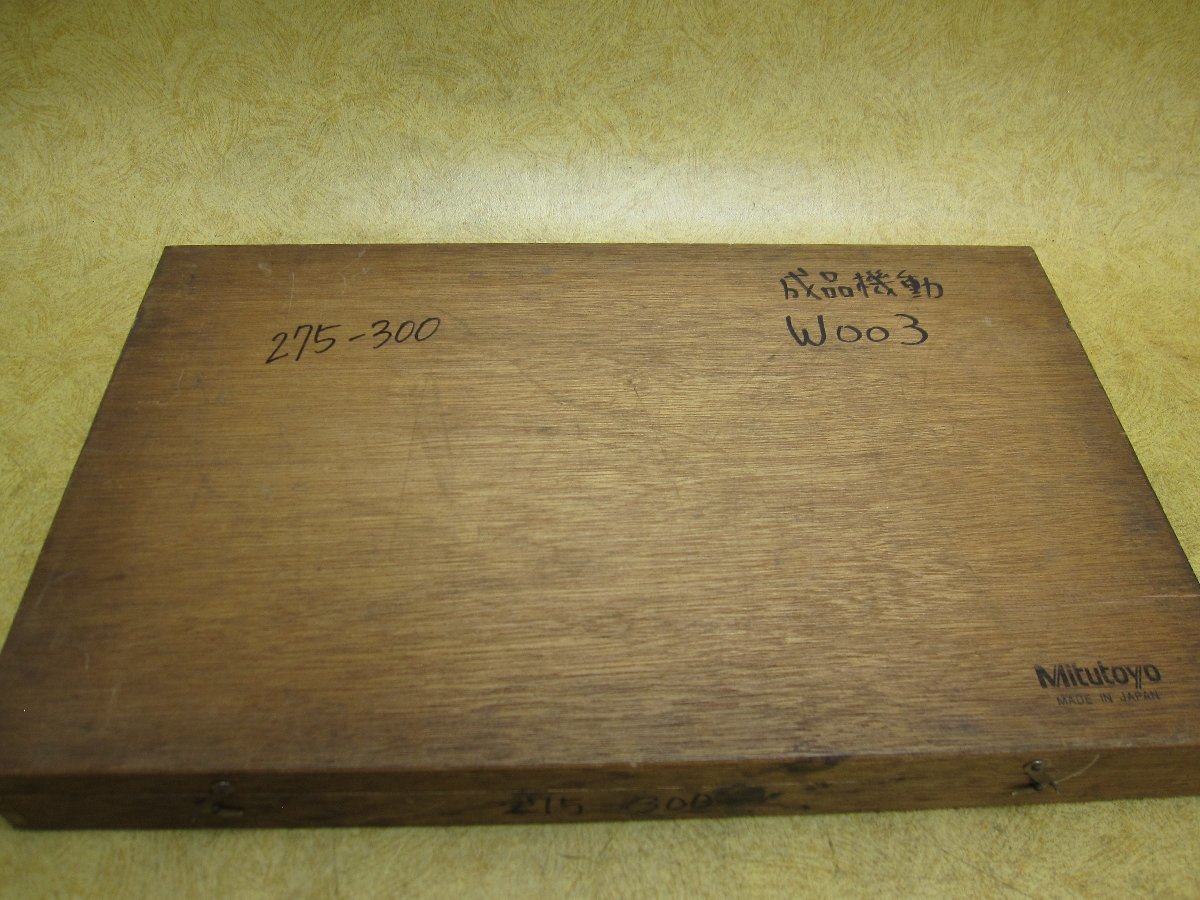 275-300
成品機動
W003
Mitutoyo
MADE IN JAPAN
275 300